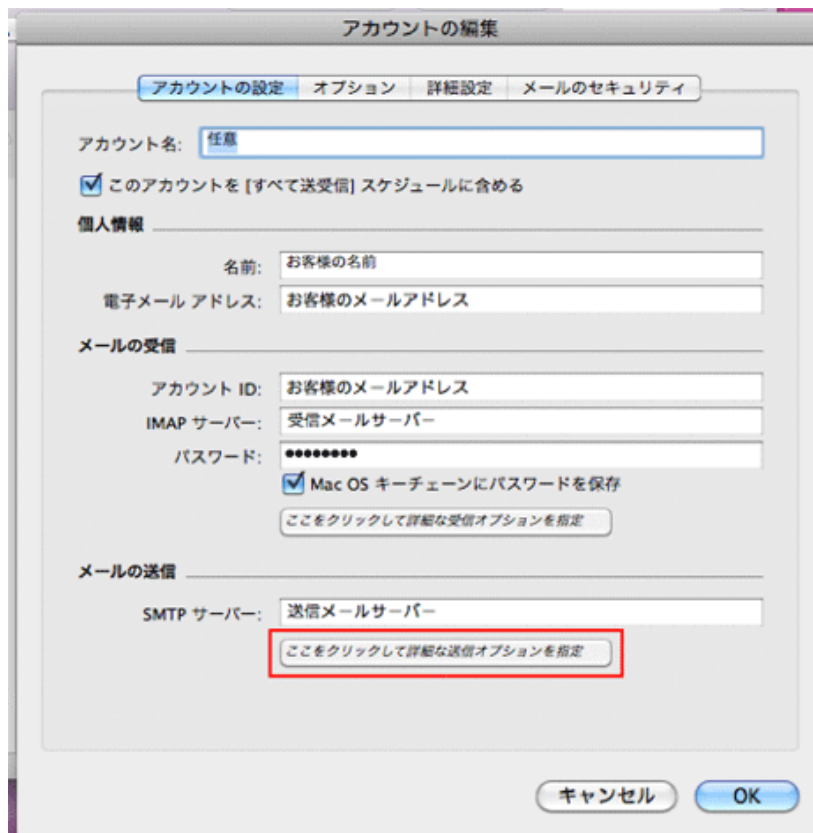 アカウントの編集
アカウントの設定 オプション 詳細設定 メールのセキュリティ
アカウント名: 任意
このアカウントを [すべて送受信] スケジュールに含める
個人情報
名前: お客様の名前
電子メール アドレス: お客様のメールアドレス
メールの受信
アカウント ID: お客様のメールアドレス
IMAP サーバー: 受信メールサーバー
パスワード: ••••••••
Mac OS キーチェーンにパスワードを保存
ここをクリックして詳細な受信オプションを指定
メールの送信
SMTP サーバー: 送信メールサーバー
ここをクリックして詳細な送信オプションを指定
キャンセル OK